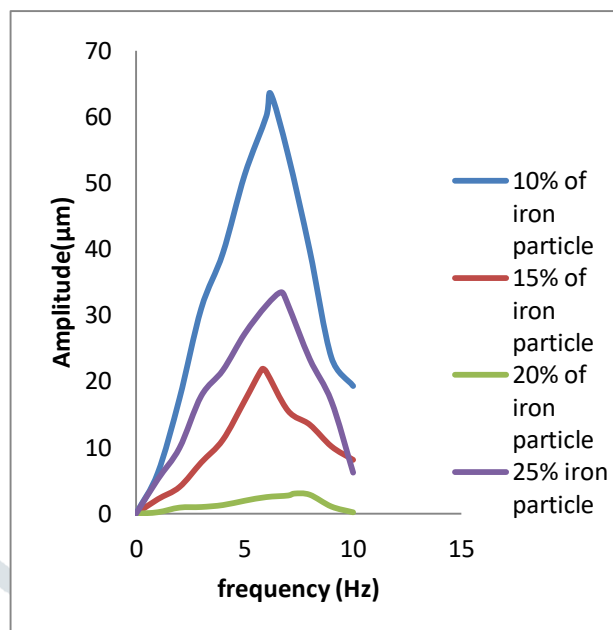 70
60
50
40
30
20
10
0
0
5
10
15
Amplitude(µm)
frequency (Hz)
10% of
iron
particle
15% of
iron
particle
20% of
iron
particle
25% iron
particle